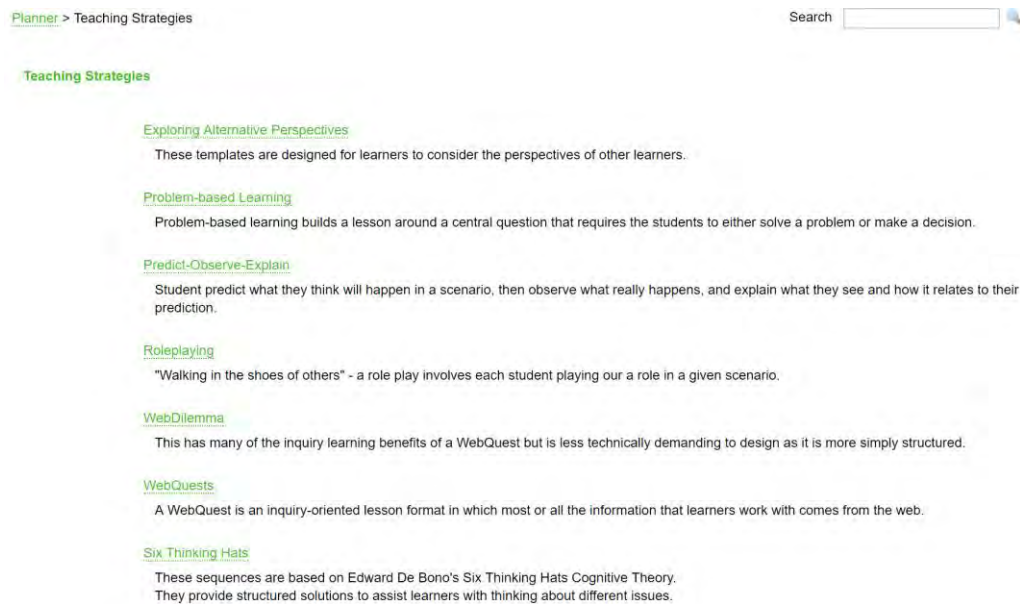 Planner > Teaching Strategies
Search
Teaching Strategies
Exploring Alternative Perspectives
These templates are designed for learners to consider the perspectives of other learners.
Problem-based Learning
Problem-based learning builds a lesson around a central question that requires the students to either solve a problem or make a decision.
Predict-Observe-Explain
Student predict what they think will happen in a scenario, then observe what really happens, and explain what they see and how it relates to their
prediction.
Roleplaying
"Walking in the shoes of others" - a role play involves each student playing our a role in a given scenario.
WebDilemma
This has many of the inquiry learning benefits of a WebQuest but is less technically demanding to design as it is more simply structured.
WebQuests
A WebQuest is an inquiry-oriented lesson format in which most or all the information that learners work with comes from the web.
Six Thinking Hats
These sequences are based on Edward De Bono's Six Thinking Hats Cognitive Theory.
They provide structured solutions to assist learners with thinking about different issues.